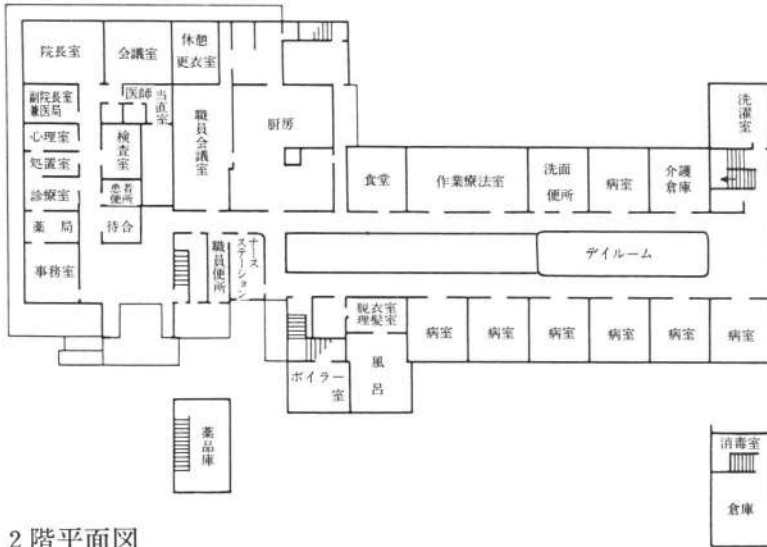 院長室
会議室
休憩
更衣室
副院長室
兼医局
医師
当直室
心理室
検査室
処置室
診療室
患者
便所
薬局
待合
事務室
職員会議室
厨房
職員便所
ナースステーション
食堂
作業療法室
洗面
便所
病室
介護
倉庫
洗濯室
デイルーム
脱衣室
理髪室
病室
病室
病室
病室
病室
病室
ボイラー
室
風呂
薬品庫
消毒室
倉庫
2階平面図